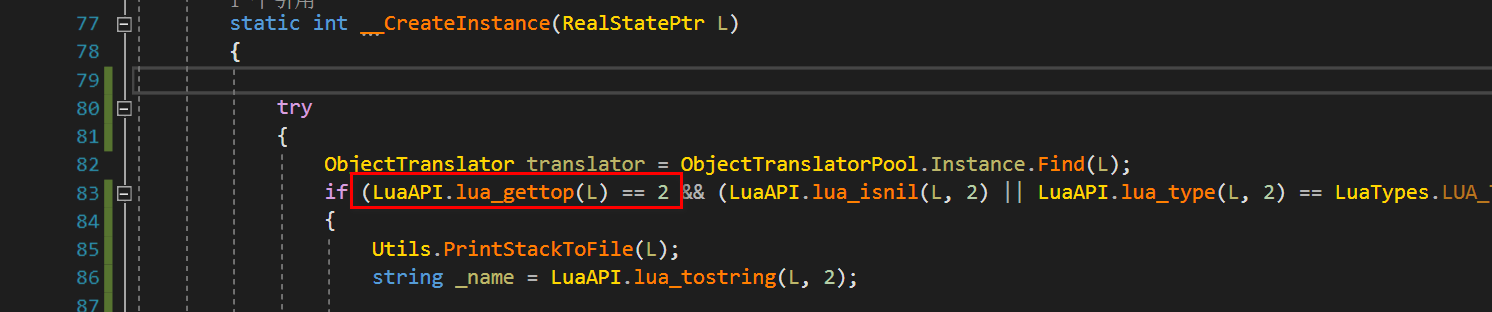 1 个引用
77 static int __CreateInstance(RealStatePtr L)
78 {
79
80 try
81 {
82 ObjectTranslator translator = ObjectTranslatorPool.Instance.Find(L);
83 if (LuaAPI.lua_gettop(L) == 2 && (LuaAPI.lua_isnil(L, 2) || LuaAPI.lua_type(L, 2) == LuaTypes.LUA_
84 {
85 Utils.PrintStackToFile(L);
86 string _name = LuaAPI.lua_tostring(L, 2);
87